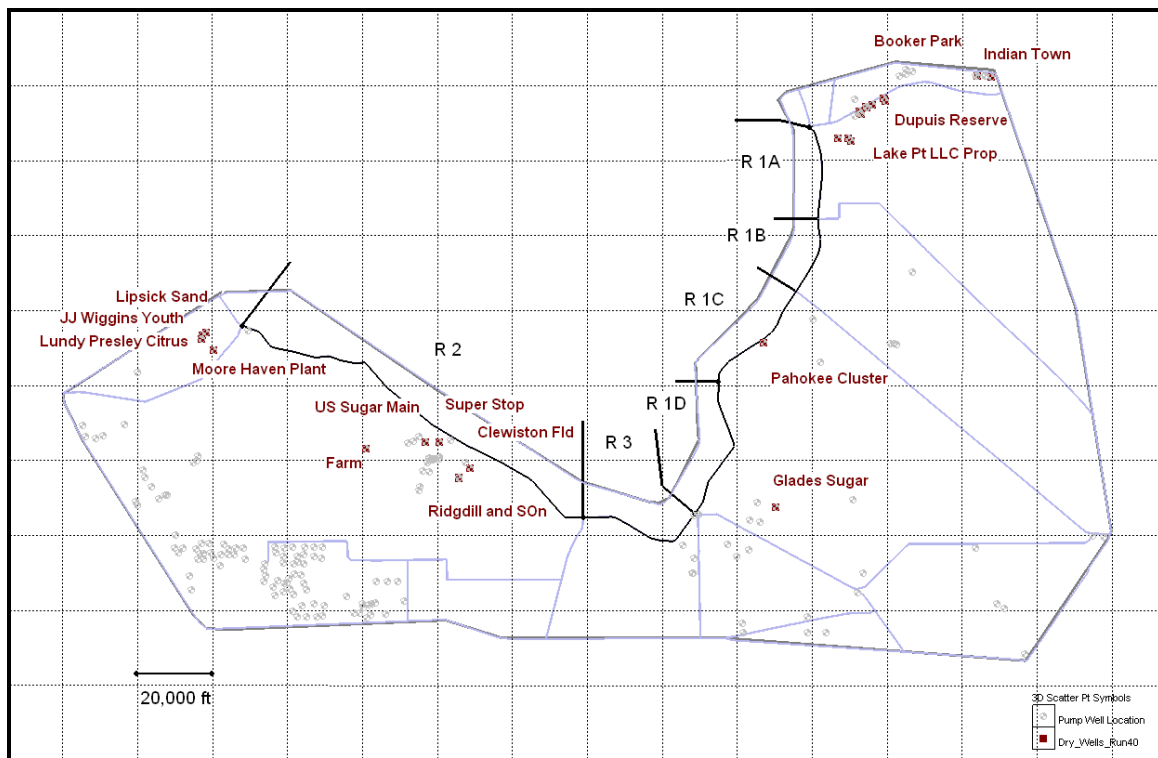 Booker Park
Indian Town
Dupuis Reserve
Lake Pt LLC Prop
R 1A
R 1B
R 1C
Lipsick Sand
JJ Wiggins Youth
Lundy Presley Citrus
Moore Haven Plant
R 2
Pahokee Cluster
US Sugar Main
Super Stop
R 1D
Clewiston Fld
R 3
Farm
Glades Sugar
Ridgdill and SOn
20,000 ft
3D Scatter Pt Symbols
Pump Well Location
Dry_Wells_Run40